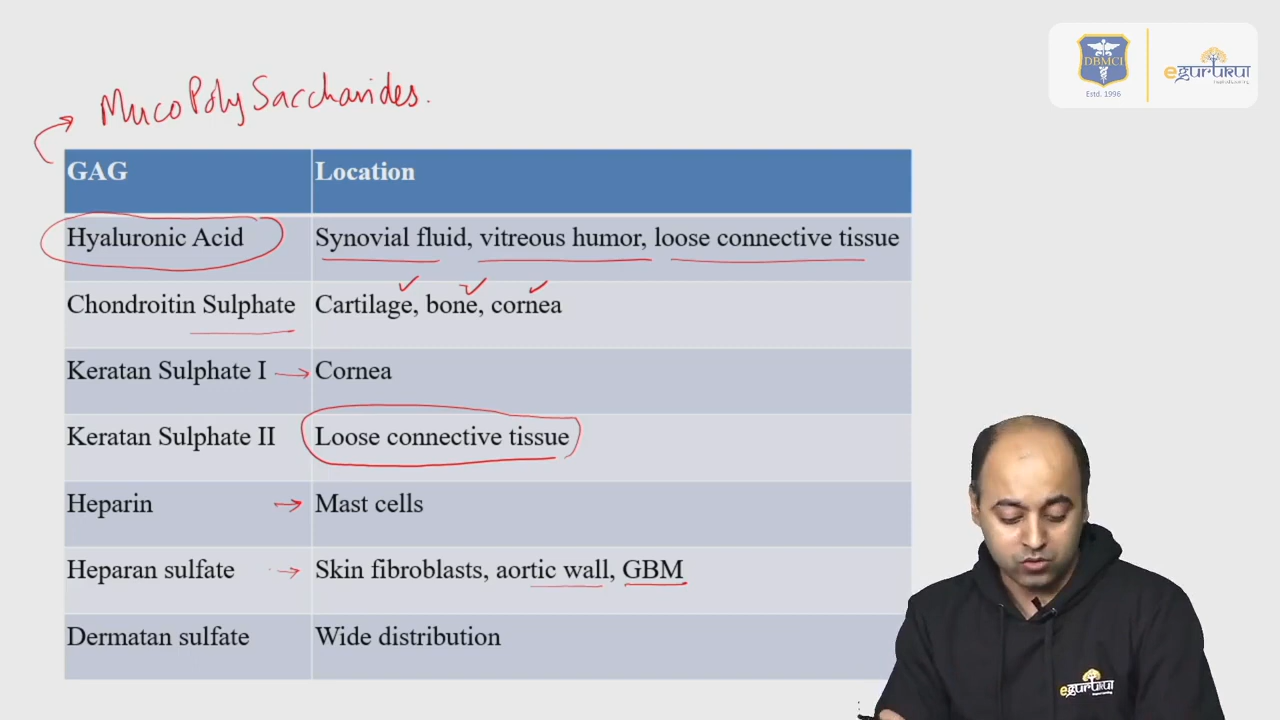 DBMCI
Estd. 1996
egurukul
MucoPolySaccharides.
GAG Location
Hyaluronic Acid Synovial fluid, vitreous humor, loose connective tissue
Chondroitin Sulphate Cartilage, bone, cornea
Keratan Sulphate I Cornea
Keratan Sulphate II Loose connective tissue
Heparin Mast cells
Heparan sulfate Skin fibroblasts, aortic wall, GBM
Dermatan sulfate Wide distribution
egurukul